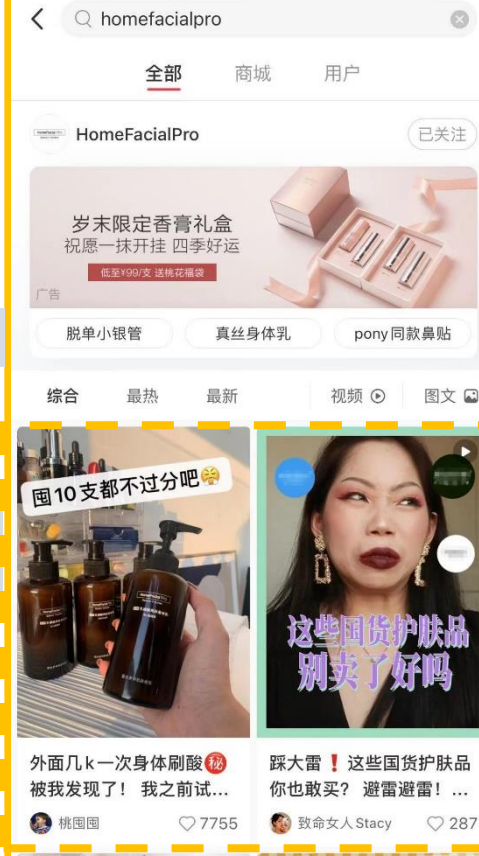 homefacialpro
全部 商城 用户
HomeFacialPro 已关注
岁末限定香膏礼盒
祝愿一抹开挂 四季好运
低至¥99/支 送桃花福袋
广告
脱单小银管 真丝身体乳 pony同款鼻贴
综合 最热 最新 视频 图文
囤10支都不过分吧
这些国货护肤品
别卖了好吗
外面几k一次身体刷酸㊙
被我发现了！ 我之前试...
桃囤囤 7755
踩大雷❗这些国货护肤品
你也敢买？ 避雷避雷！...
致命女人Stacy 287